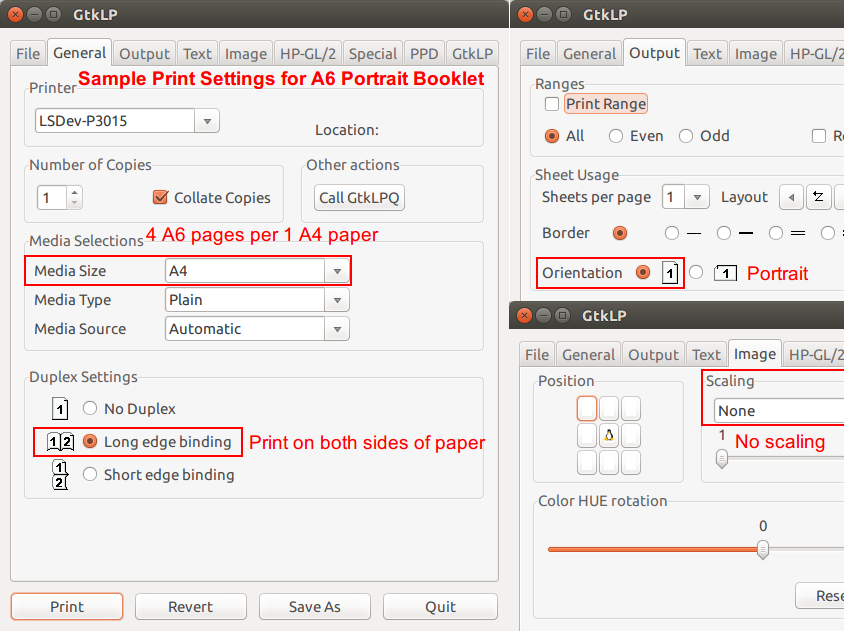 GtkLP
File General Output Text Image HP-GL/2 Special PPD GtkLP
Sample Print Settings for A6 Portrait Booklet
Printer
LSDev-P3015
Location:
Number of Copies
Other actions
1
Collate Copies
Call GtkLPQ
4 A6 pages per 1 A4 paper
Media Selections
Media Size A4
Media Type Plain
Media Source Automatic
Duplex Settings
1 No Duplex
1 2 Long edge binding
Print on both sides of paper
1
2
Short edge binding
Print Revert Save As Quit
GtkLP
File General Output Text Image HP-GL/2
Ranges
Print Range
All Even Odd
Sheet Usage
Sheets per page 1 Layout
Border
Orientation 1 1 Portrait
GtkLP
File General Output Text Image HP-GL/2
Position
Scaling
None
1 No scaling
Color HUE rotation
0